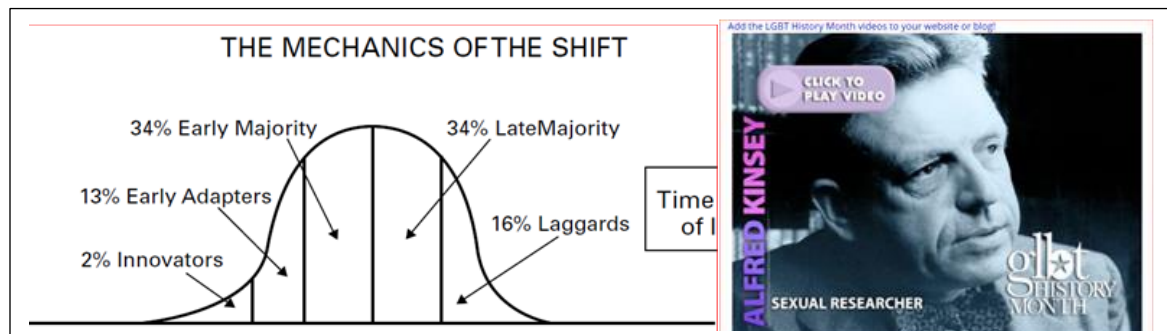 THE MECHANICS OF THE SHIFT
34% Early Majority
34% LateMajority
13% Early Adapters
16% Laggards
2% Innovators
Time
of
Add the LGBT History Month videos to your website or blog!
CLICK TO
PLAY VIDEO
ALFRED KINSEY
SEXUAL RESEARCHER
glbt
HISTORY
MONTH